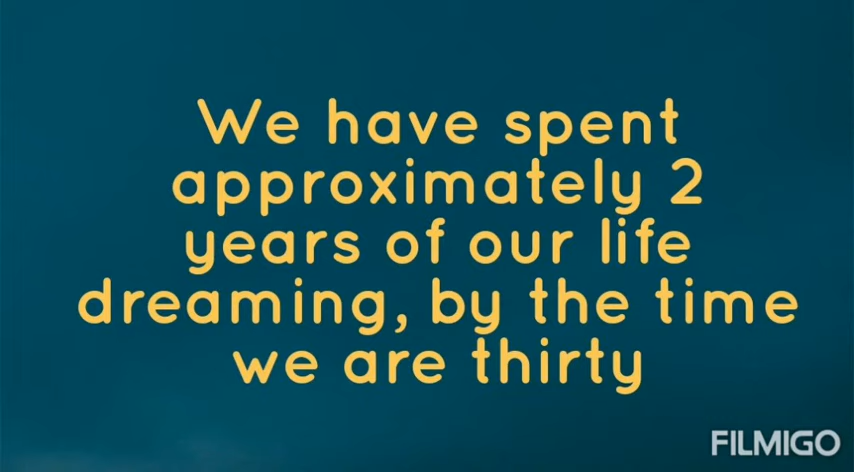 We have spent
approximately 2
years of our life
dreaming, by the time
we are thirty
FILMIGO